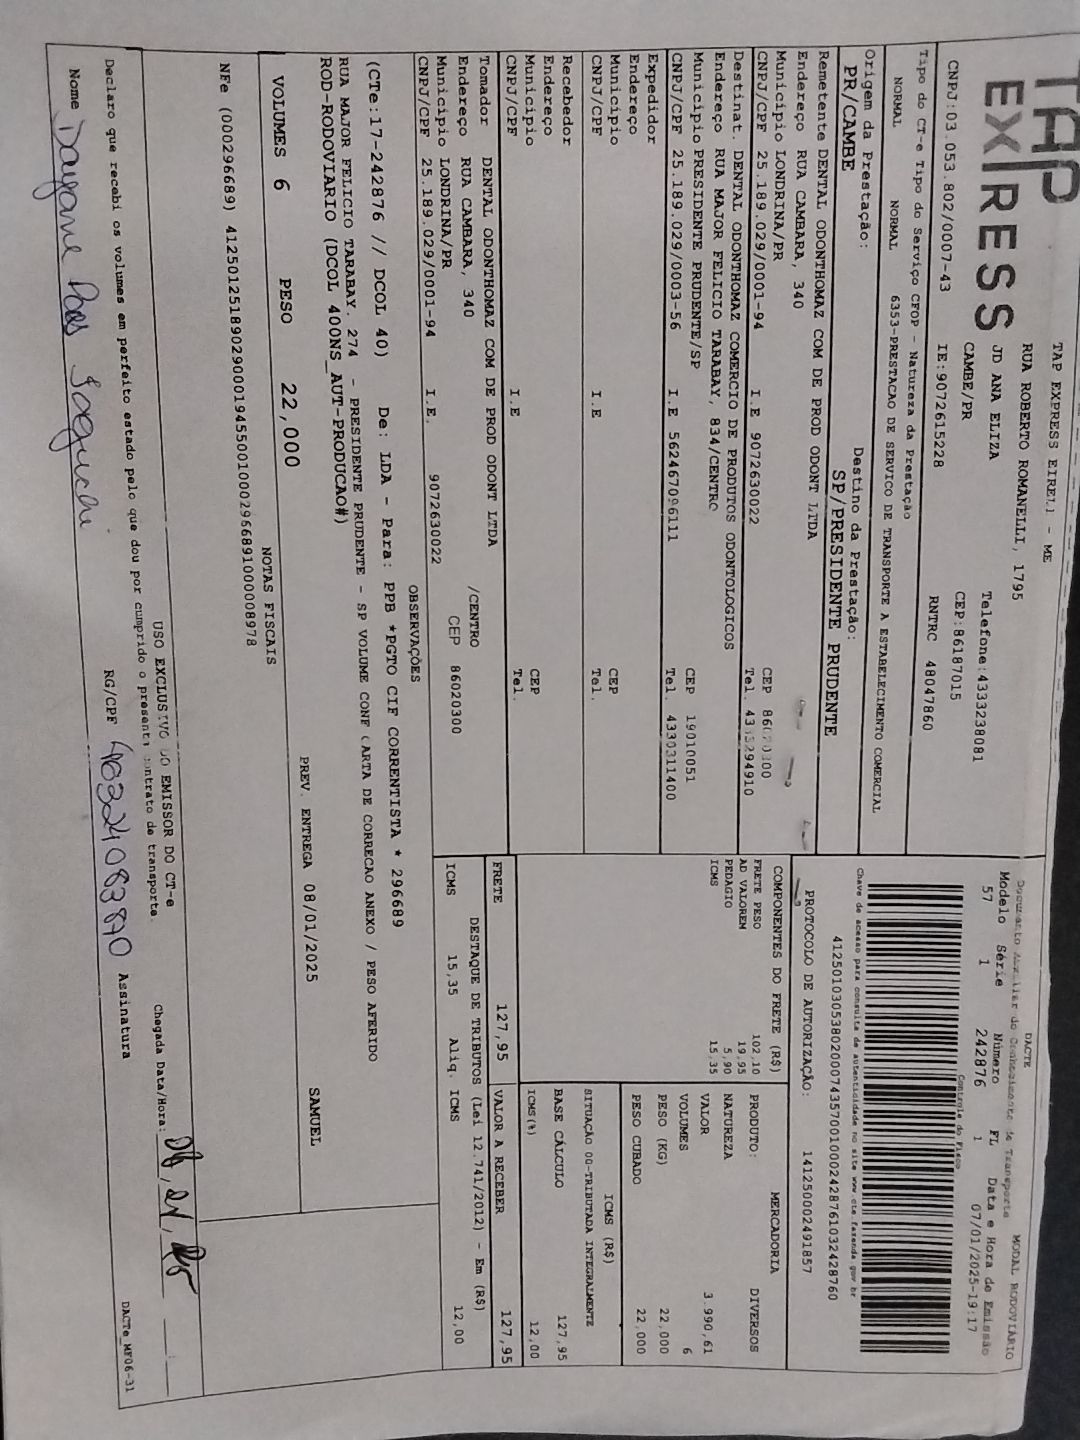 TAP
EXPRESS
TAP EXPRESS EIRELI - ME
RUA ROBERTO ROMANELLI, 1795
JD ANA ELIZA Telefone:4333238081
CAMBE/PR CEP:86187015
CNPJ:03.053.802/0007-43 IE:9072615228 RNTRC 48047860
Tipo do CT-e Tipo do Serviço CFOP - Natureza da Prestação
NORMAL NORMAL 6353-PRESTACAO DE SERVICO DE TRANSPORTE A ESTABELECIMENTO COMERCIAL
Origem da Prestação: Destino da Prestação:
PR/CAMBE SP/PRESIDENTE PRUDENTE
DACTE MODAL RODOVIÁRIO
Documento Auxiliar do Conhecimento de Transporte
Modelo Série Número FL Data e Hora de Emissão
57 1 242876 1 07/01/2025-19:17
Controle do Fisco
Chave de acesso para consulta de autenticidade no site www.cte.fazenda.gov.br
41250103053802000743570010002428761032428760
PROTOCOLO DE AUTORIZAÇÃO: 141250002491857
Remetente DENTAL ODONTHOMAZ COM DE PROD ODONT LTDA
Endereço RUA CAMBARA, 340
Municipio LONDRINA/PR CEP
CNPJ/CPF 25.189.029/0001-94 I.E 9072630022 Tel.
Destinat. DENTAL ODONTHOMAZ COMERCIO DE PRODUTOS ODONTOLOGICOS
Endereço RUA MAJOR FELICIO TARABAY, 834/CENTRO
Municipio PRESIDENTE PRUDENTE/SP CEP 19010051
CNPJ/CPF 25.189.029/0003-56 I.E 562467096111 Tel. 4330311400
Expedidor
Endereço
Municipio CEP
CNPJ/CPF I.E Tel.
Recebedor
Endereço
Municipio CEP
CNPJ/CPF I.E Tel.
Tomador DENTAL ODONTHOMAZ COM DE PROD ODONT LTDA
Endereço RUA CAMBARA, 340 /CENTRO
Municipio LONDRINA/PR CEP 86020300
CNPJ/CPF 25.189.029/0001-94 I.E. 9072630022
COMPONENTES DO FRETE (R$)
FRETE PESO 102,10
AD VALOREM 19,95
PEDAGIO 5,90
ICMS 15,35
MERCADORIA
PRODUTO: DIVERSOS
NATUREZA
VALOR 3.990,61
VOLUMES 6
PESO (KG) 22,000
PESO CUBADO 22,000
ICMS (R$)
SITUAÇÃO 00-TRIBUTADA INTEGRALMENTE
BASE CÁLCULO 127,95
ICMS(%) 12,00
FRETE 127,95 VALOR A RECEBER 127,95
DESTAQUE DE TRIBUTOS (Lei 12.741/2012) - Em (R$)
ICMS 15,35 Aliq. ICMS 12,00
OBSERVAÇÕES
(CTe:17-242876 // DCOL 40) De: LDA - Para: PPB *PGTO CIF CORRENTISTA * 296689
RUA MAJOR FELICIO TARABAY. 274 - PRESIDENTE PRUDENTE - SP VOLUME CONF CARTA DE CORRECAO ANEXO / PESO AFERIDO
ROD-RODOVIARIO (DCOL 400NS_AUT-PRODUCAO#)
VOLUMES 6 PESO 22,000 PREV. ENTREGA 08/01/2025 SAMUEL
NOTAS FISCAIS
NFe (000296689) 41250125189029000194550010002966891000008978
USO EXCLUSIVO DO EMISSOR DO CT-e
Chegada Data/Hora:
Declaro que recebi os volumes em perfeito estado pelo que dou por cumprido o presente contrato de transporte.
Nome Dayane RG/CPF 48324083870 Assinatura
DACTe_MF06-31